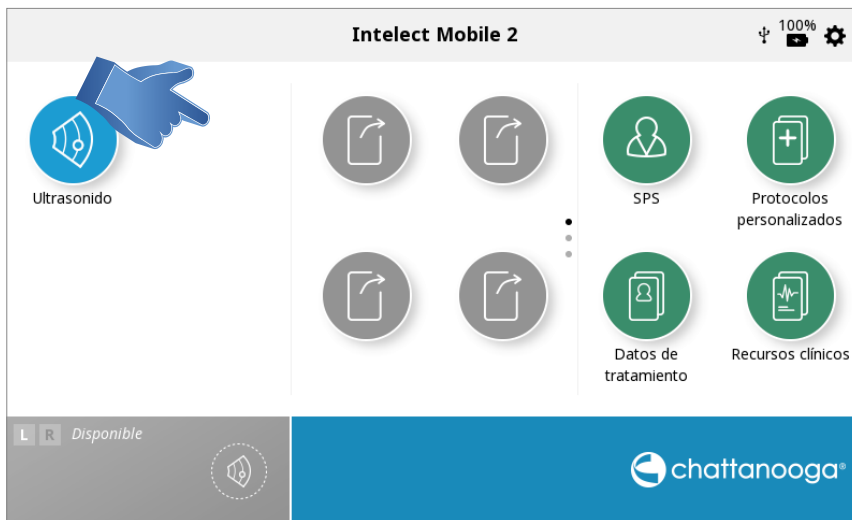 Intelect Mobile 2
100%
Ultrasonido
SPS
Protocolos
personalizados
Datos de
tratamiento
Recursos clínicos
L R Disponible
chattanooga®